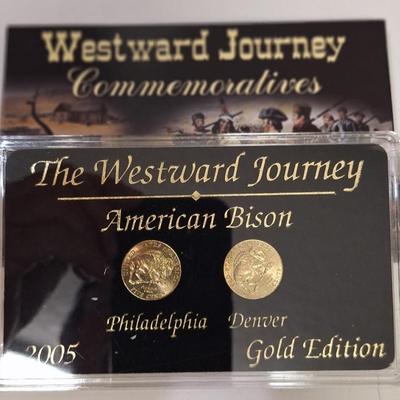 Westward Journey
Commemoratives
The Westward Journey
American Bison
Philadelphia Denver
2005 Gold Edition